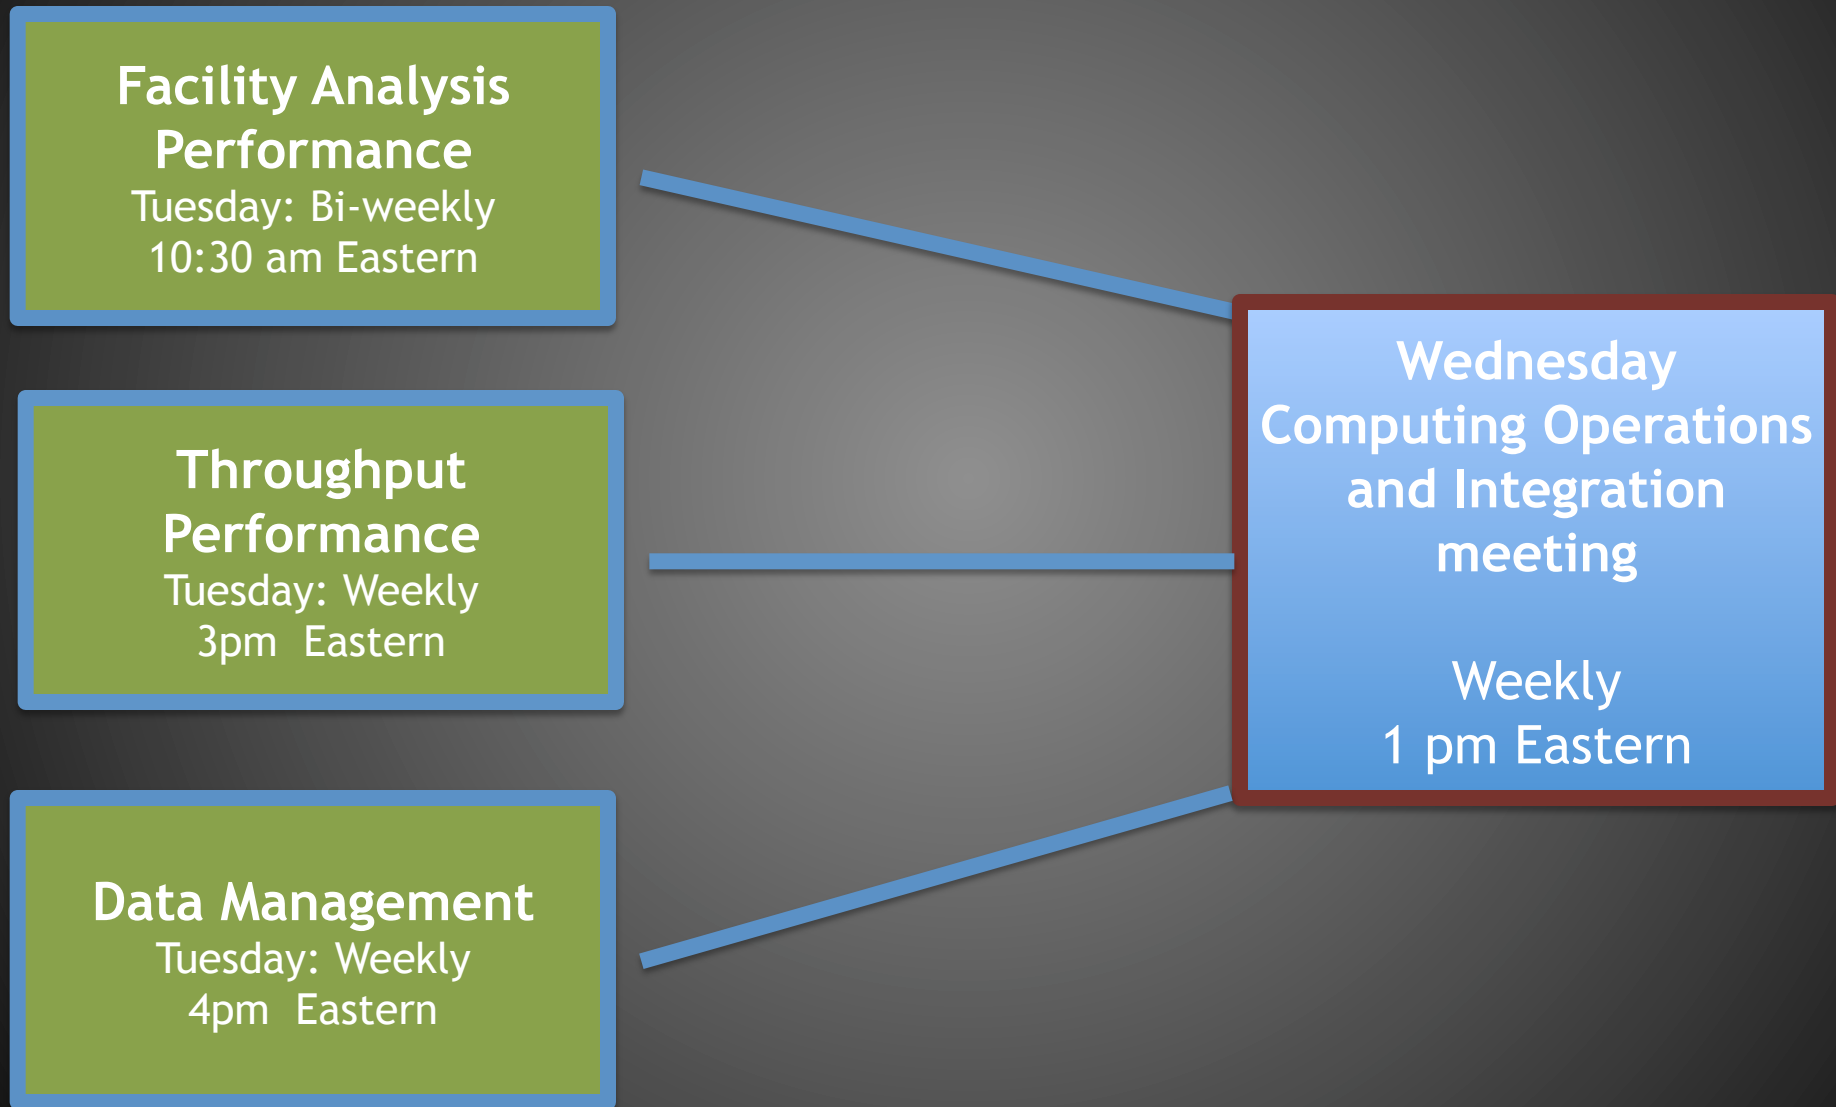 Facility Analysis
Performance
Tuesday: Bi-weekly
10:30 am Eastern
Throughput
Performance
Tuesday: Weekly
3pm  Eastern
Data Management
Tuesday: Weekly
4pm  Eastern
Wednesday
Computing Operations
and Integration
meeting
Weekly
1 pm Eastern